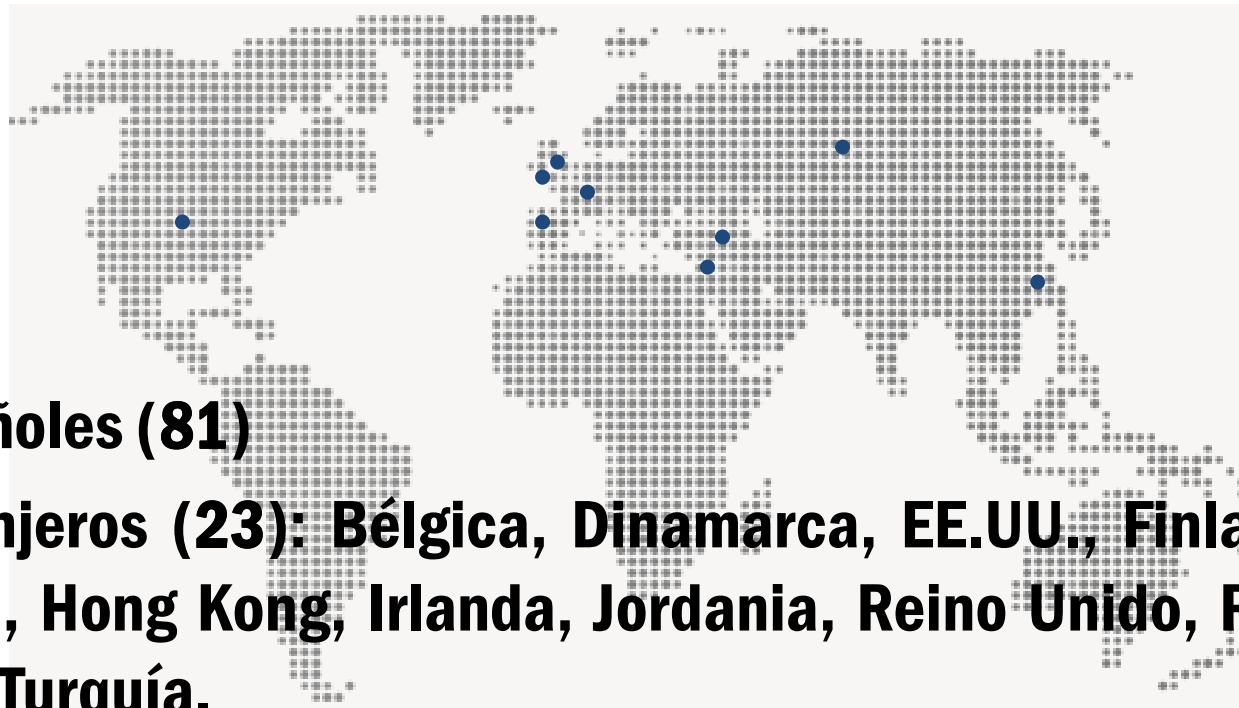 ñoles (81)
njeros (23): Bélgica, Dinamarca, EE.UU., Finla
, Hong Kong, Irlanda, Jordania, Reino Unido,
Turquía.